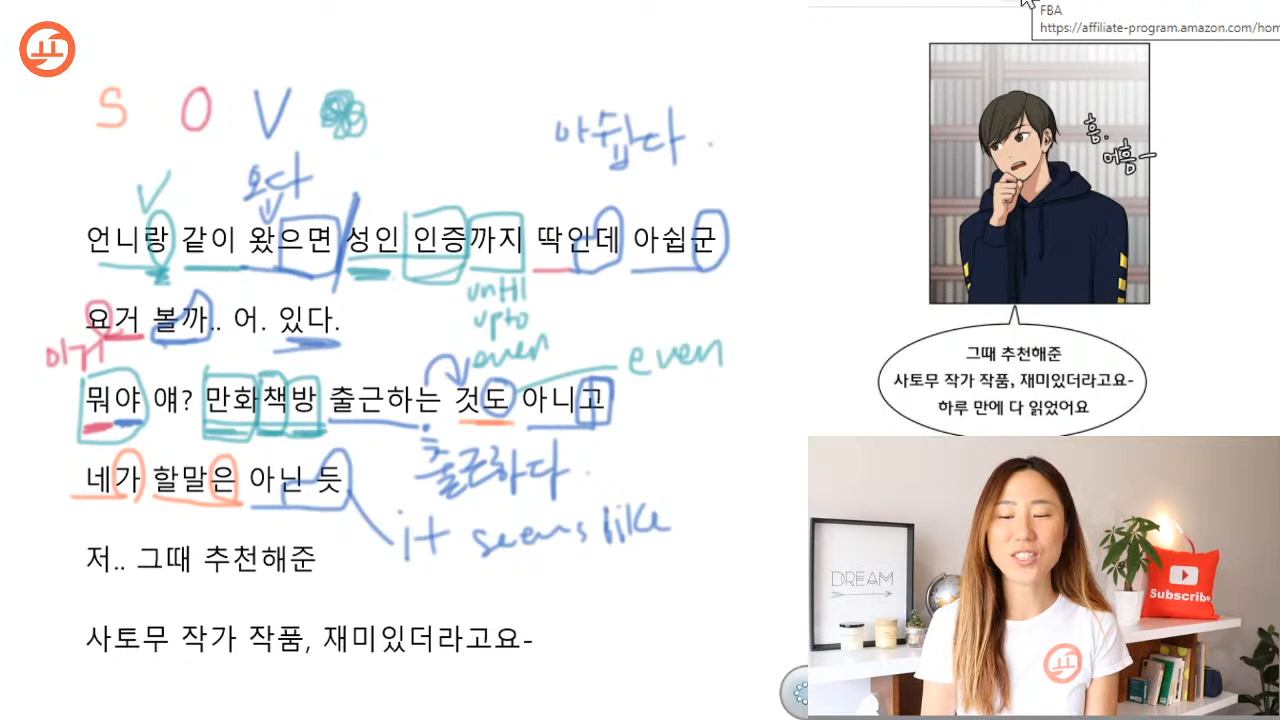 FBA
https://affiliate-program.amazon.com/hom
ㅛ
S O V
아쉽다.
오다
언니랑 같이 왔으면 성인 인증까지 딱인데 아쉽군
until
upto
even
요거 볼까.. 어. 있다.
이거
even
뭐야 얘? 만화책방 출근하는 것도 아니고
출근하다.
네가 할말은 아닌 듯
it seems like
저.. 그때 추천해준
사토무 작가 작품, 재미있더라고요-
흠.
어흠-
그때 추천해준
사토무 작가 작품, 재미있더라고요-
하루 만에 다 읽었어요
DREAM
Subscribe